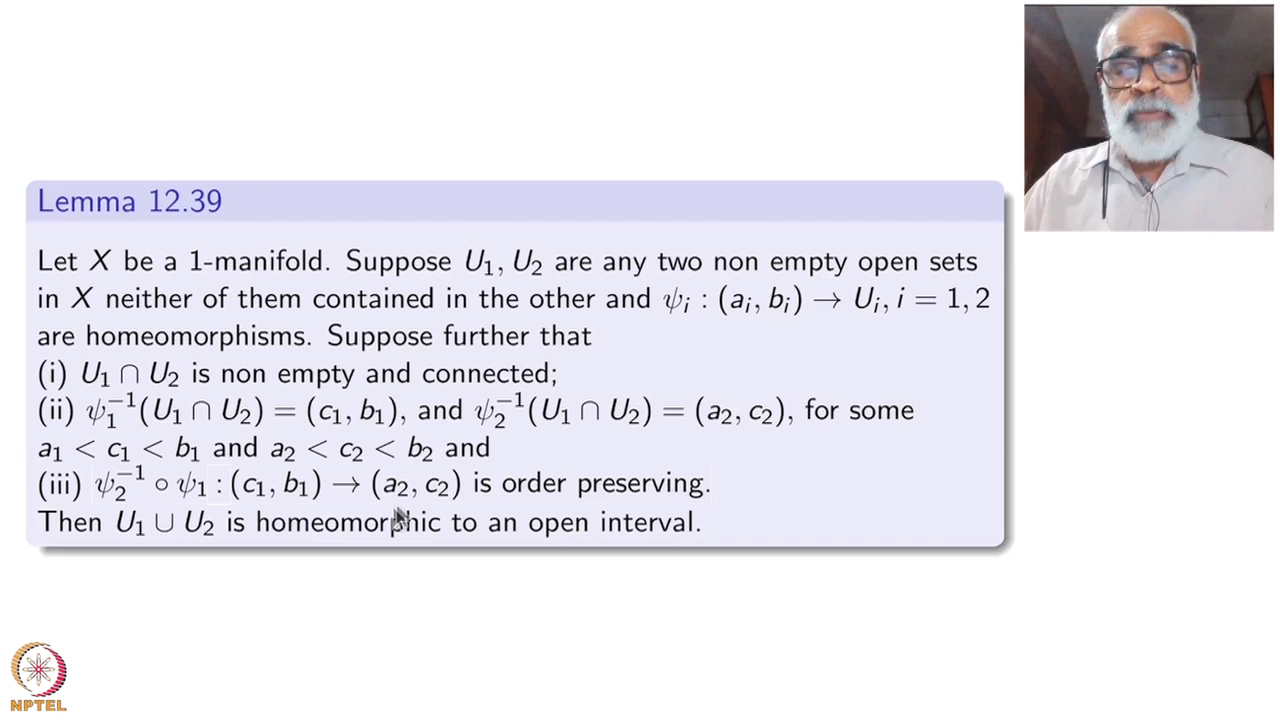 Lemma 12.39
Let X be a 1-manifold. Suppose U₁, U₂ are any two non empty open sets
in X neither of them contained in the other and ψᵢ : (aᵢ, bᵢ) → Uᵢ, i = 1, 2
are homeomorphisms. Suppose further that
(i) U₁ ∩ U₂ is non empty and connected;
(ii) ψ₁⁻¹(U₁ ∩ U₂) = (c₁, b₁), and ψ₂⁻¹(U₁ ∩ U₂) = (a₂, c₂), for some
a₁ < c₁ < b₁ and a₂ < c₂ < b₂ and
(iii) ψ₂⁻¹ ∘ ψ₁ : (c₁, b₁) → (a₂, c₂) is order preserving.
Then U₁ ∪ U₂ is homeomorphic to an open interval.
NPTEL